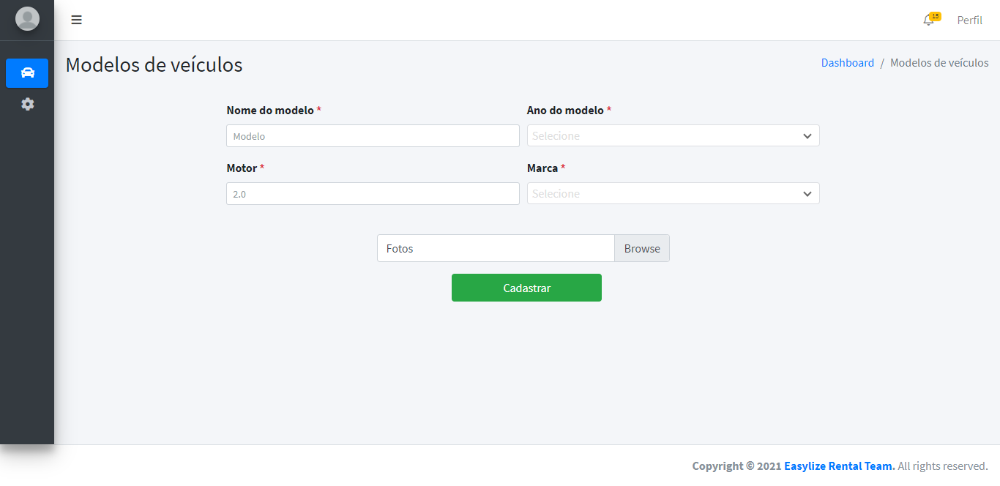 15
Perfil
Modelos de veículos
Dashboard / Modelos de veículos
Nome do modelo *
Ano do modelo *
Modelo
Selecione
Motor *
Marca *
2.0
Selecione
Fotos
Browse
Cadastrar
Copyright © 2021 Easylize Rental Team. All rights reserved.